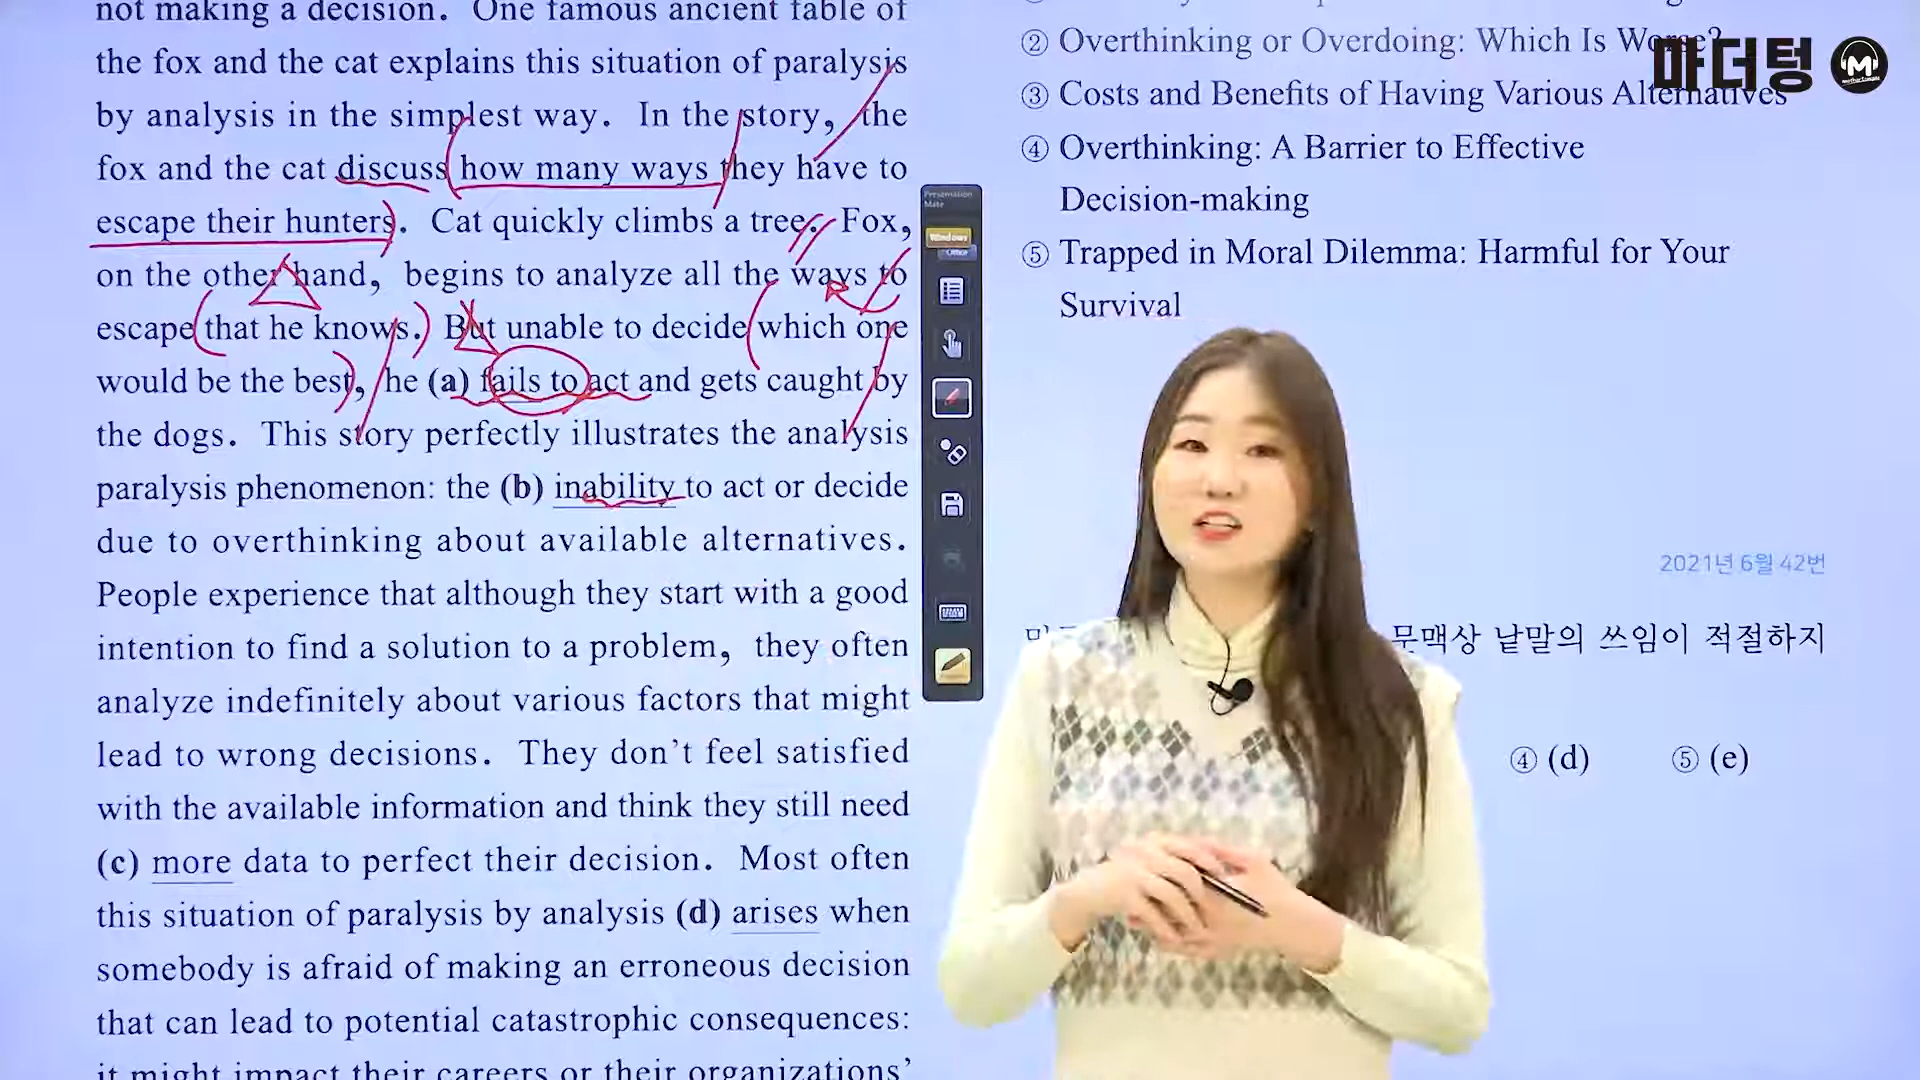 not making a decision. One famous ancient fable of
the fox and the cat explains this situation of paralysis
by analysis in the simplest way. In the story, the
fox and the cat discuss how many ways they have to
escape their hunters. Cat quickly climbs a tree. Fox,
on the other hand, begins to analyze all the ways to
escape that he knows. But unable to decide which one
would be the best, he (a) fails to act and gets caught by
the dogs. This story perfectly illustrates the analysis
paralysis phenomenon: the (b) inability to act or decide
due to overthinking about available alternatives.
People experience that although they start with a good
intention to find a solution to a problem, they often
analyze indefinitely about various factors that might
lead to wrong decisions. They don't feel satisfied
with the available information and think they still need
(c) more data to perfect their decision. Most often
this situation of paralysis by analysis (d) arises when
somebody is afraid of making an erroneous decision
that can lead to potential catastrophic consequences:
it might impact their careers or their organizations'
② Overthinking or Overdoing: Which Is Worse?
③ Costs and Benefits of Having Various Alternatives
④ Overthinking: A Barrier to Effective
Decision-making
⑤ Trapped in Moral Dilemma: Harmful for Your
Survival
마더텅
M
Presentation
Mate
Windows
Office
2021년 6월 42번
문맥상 낱말의 쓰임이 적절하지
④ (d) ⑤ (e)